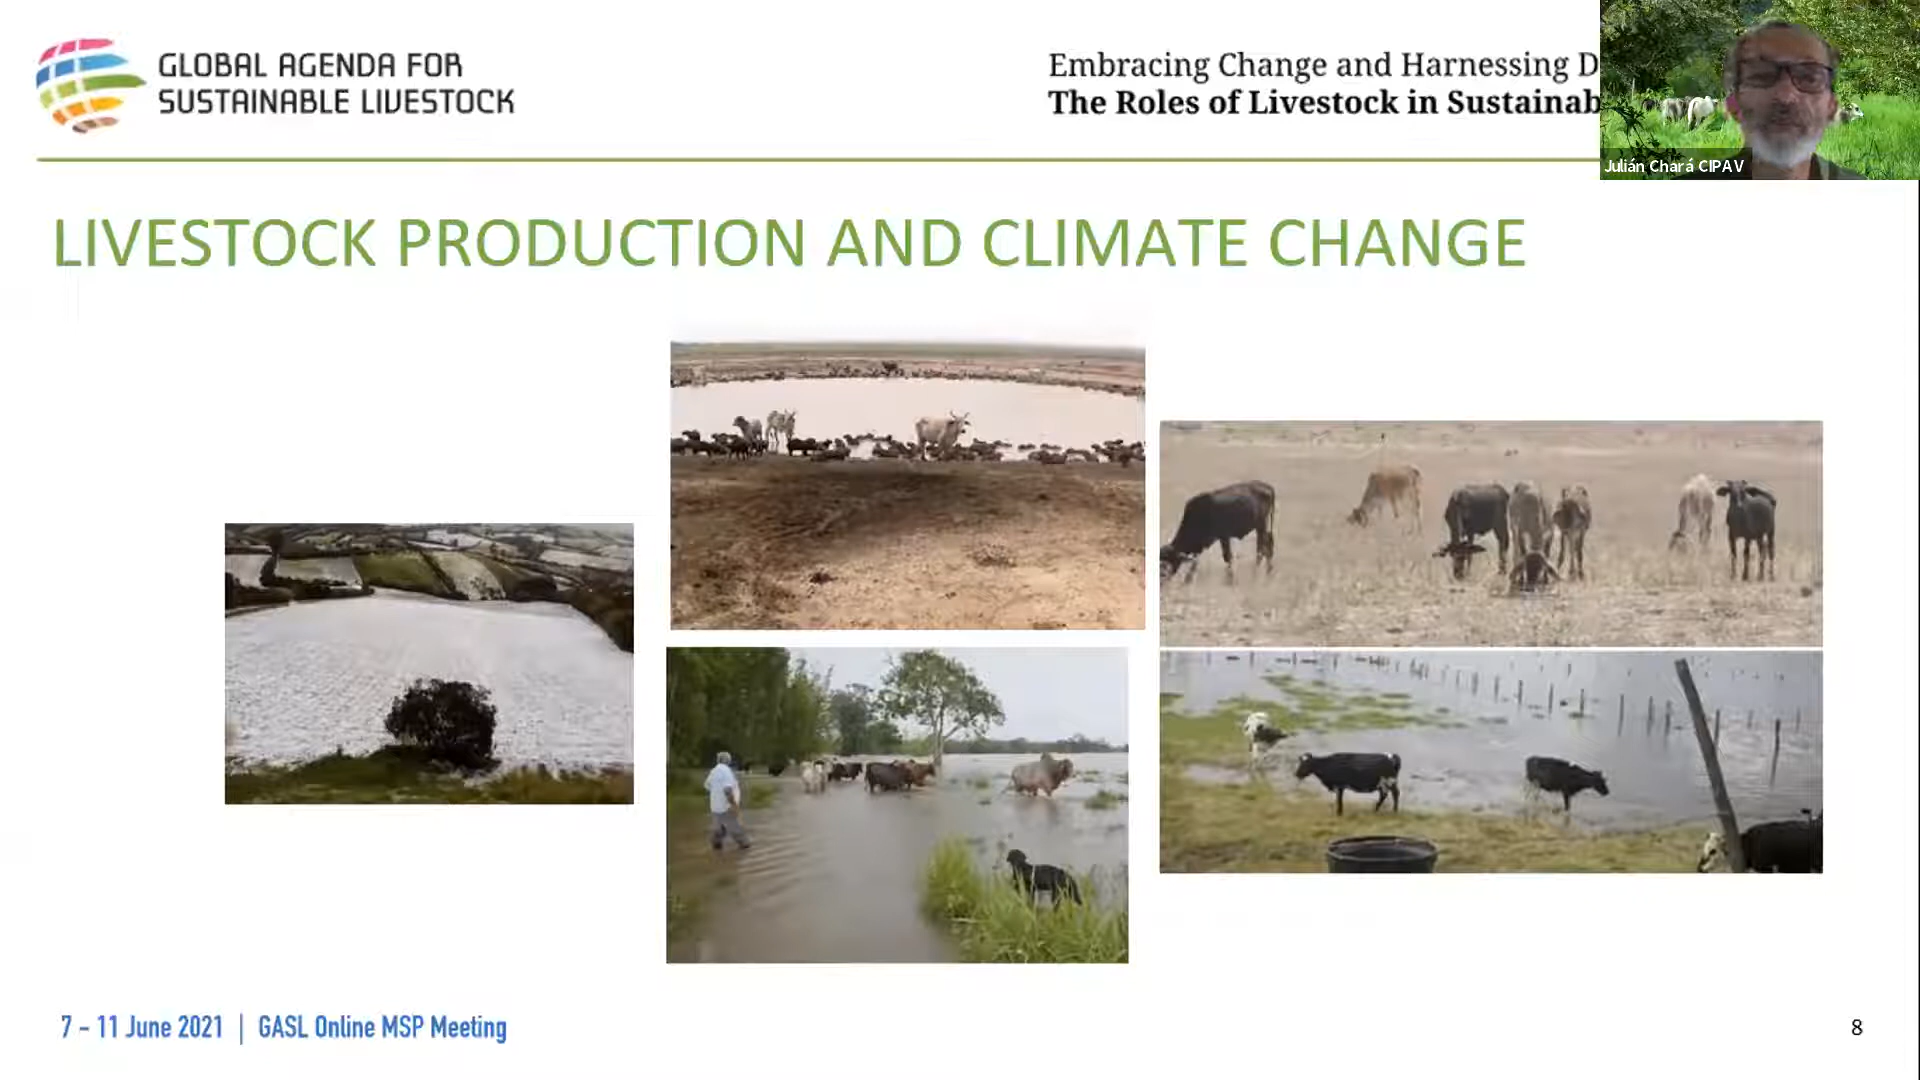 GLOBAL AGENDA FOR
SUSTAINABLE LIVESTOCK
Embracing Change and Harnessing D
The Roles of Livestock in Sustainab
Julián Chará CIPAV
LIVESTOCK PRODUCTION AND CLIMATE CHANGE
7 – 11 June 2021 | GASL Online MSP Meeting
8